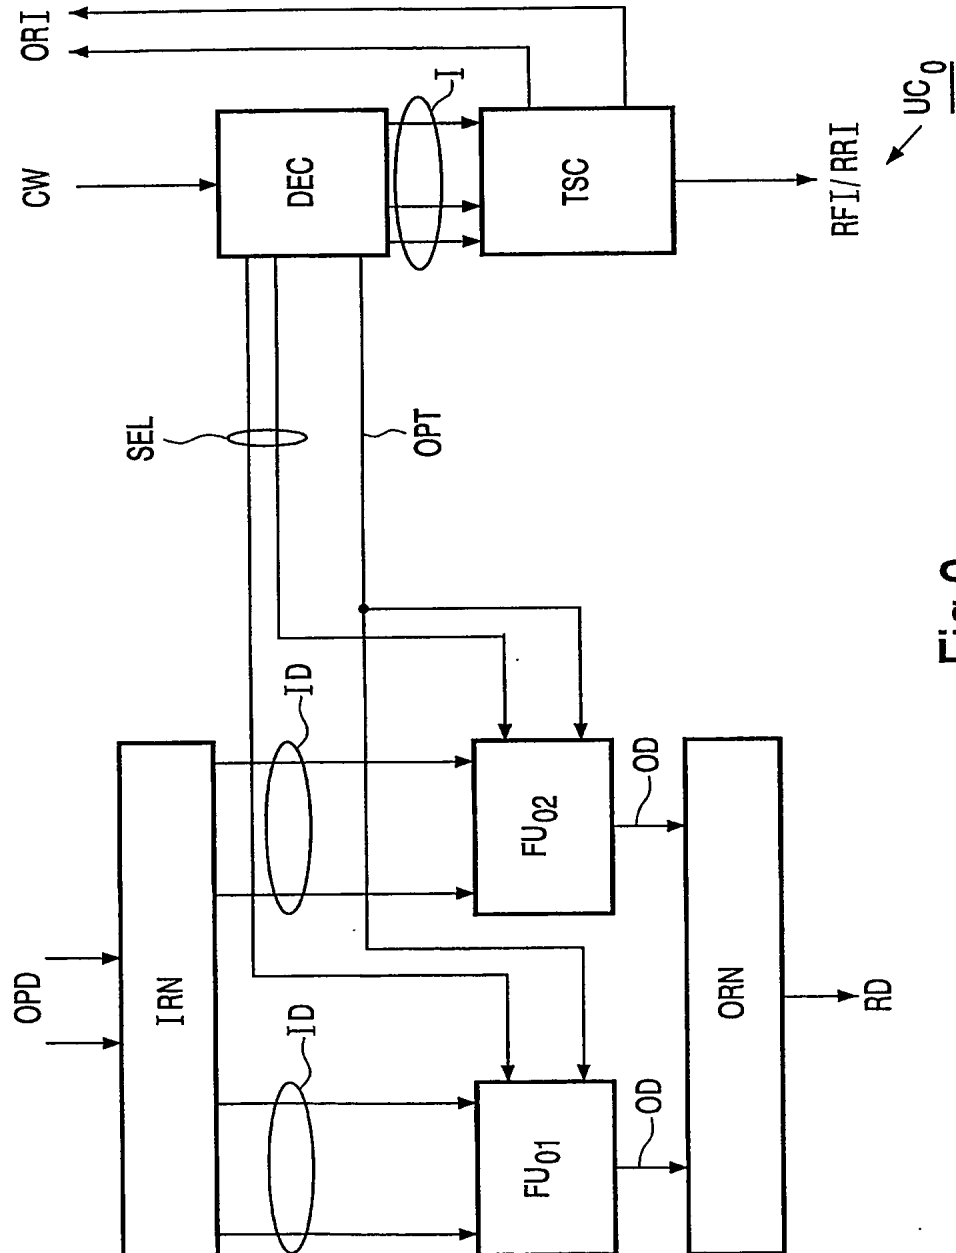 ORI
CW
DEC
I
TSC
RFI/RRI
UC0
SEL
OPT
ID
FU02
OD
OPD
IRN
ID
FU01
OD
ORN
RD